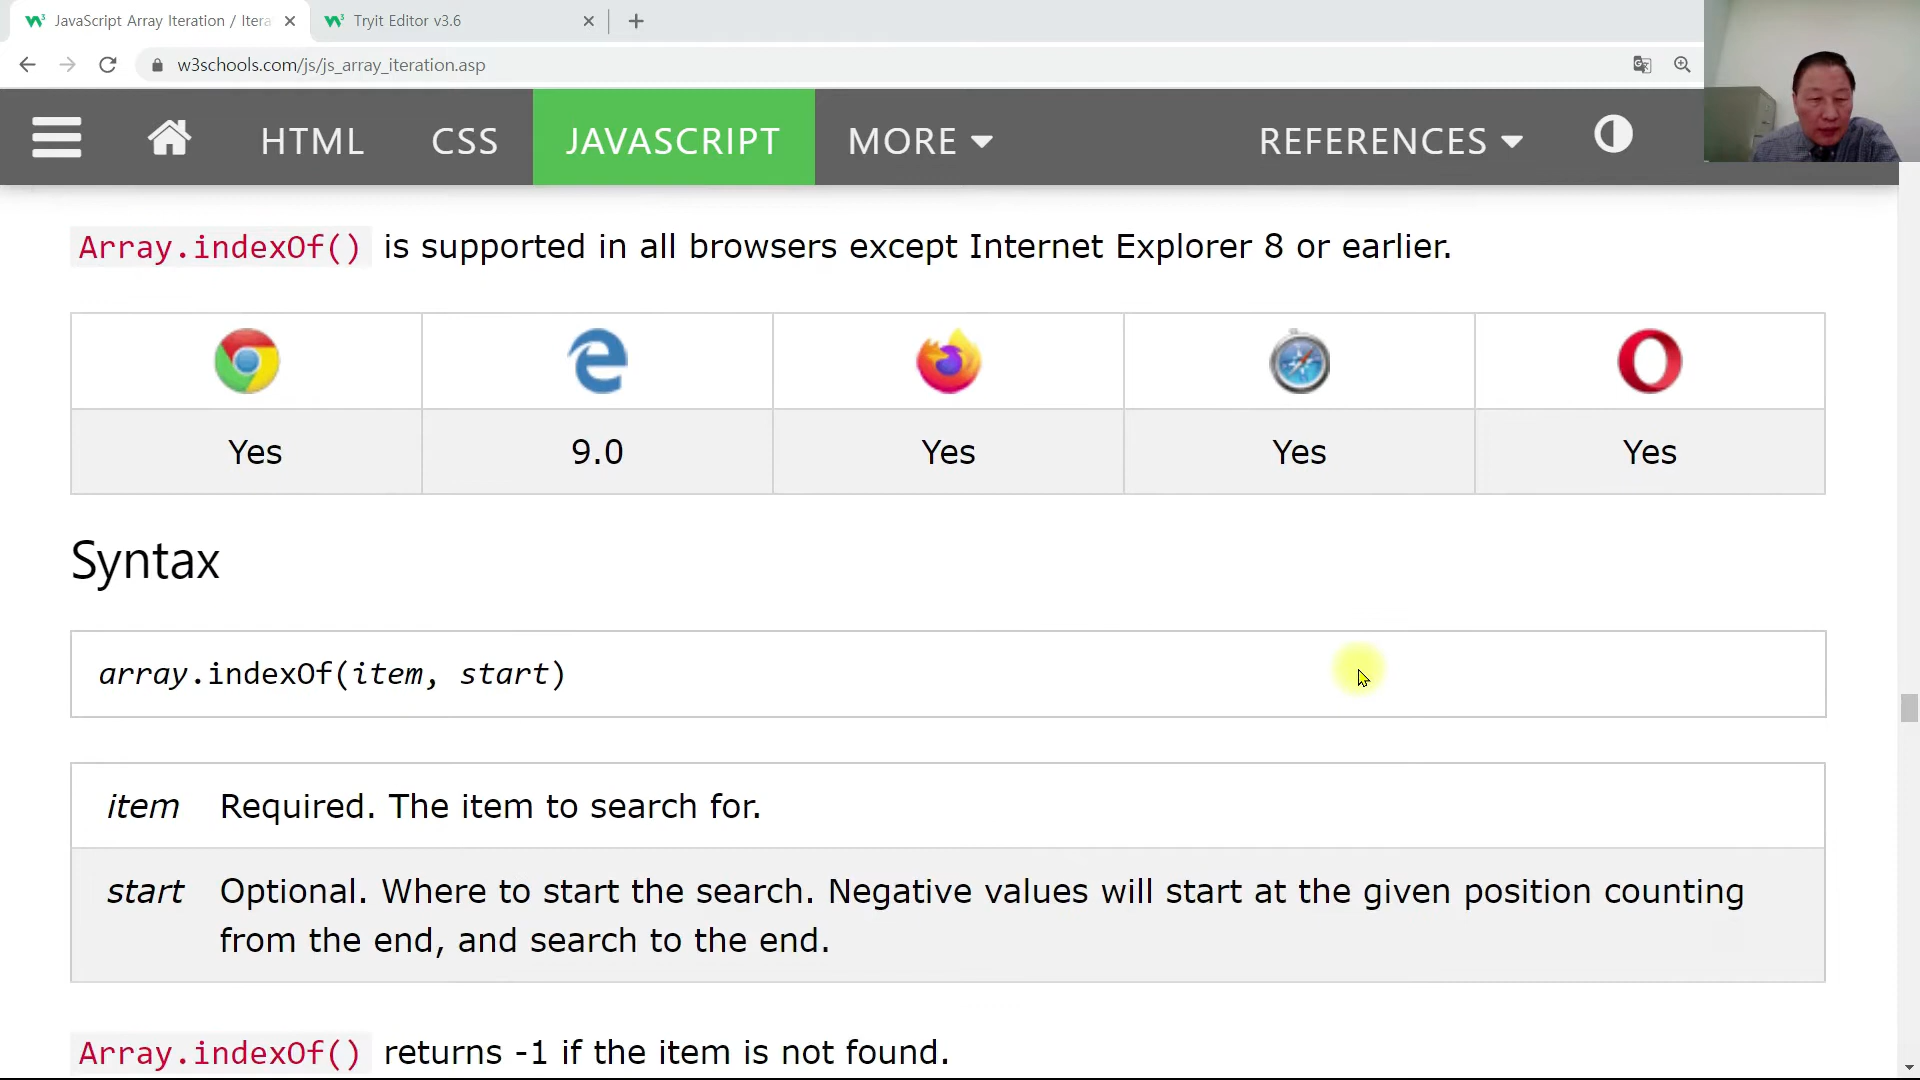 JavaScript Array Iteration / Itera
Tryit Editor v3.6
w3schools.com/js/js_array_iteration.asp
HTML CSS JAVASCRIPT MORE REFERENCES
Array.indexOf() is supported in all browsers except Internet Explorer 8 or earlier.
Yes 9.0 Yes Yes Yes
Syntax
array.indexOf(item, start)
item Required. The item to search for.
start Optional. Where to start the search. Negative values will start at the given position counting
from the end, and search to the end.
Array.indexOf() returns -1 if the item is not found.